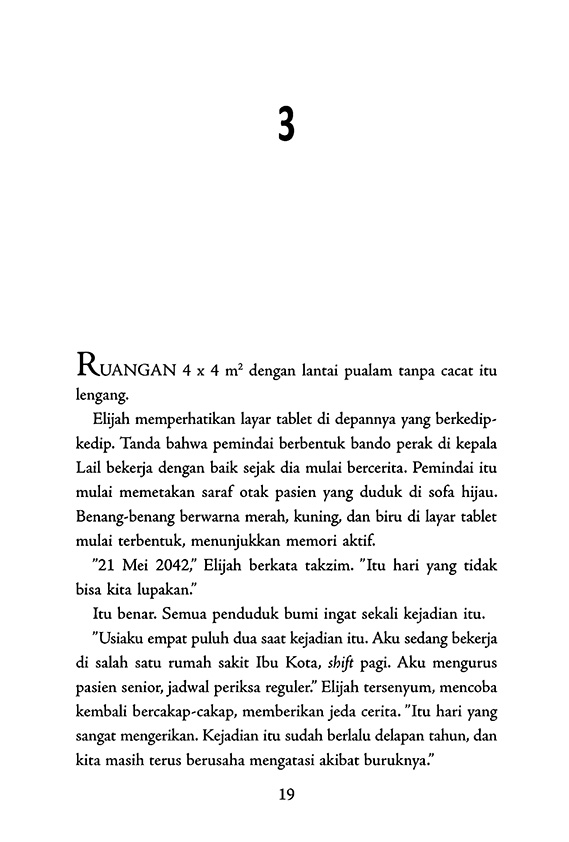 3
RUANGAN 4 x 4 m² dengan lantai pualam tanpa cacat itu
lengang.
Elijah memperhatikan layar tablet di depannya yang berkedip-
kedip. Tanda bahwa pemindai berbentuk bando perak di kepala
Lail bekerja dengan baik sejak dia mulai bercerita. Pemindai itu
mulai memetakan saraf otak pasien yang duduk di sofa hijau.
Benang-benang berwarna merah, kuning, dan biru di layar tablet
mulai terbentuk, menunjukkan memori aktif.
”21 Mei 2042,” Elijah berkata takzim. ”Itu hari yang tidak
bisa kita lupakan.”
Itu benar. Semua penduduk bumi ingat sekali kejadian itu.
”Usiaku empat puluh dua saat kejadian itu. Aku sedang bekerja
di salah satu rumah sakit Ibu Kota, shift pagi. Aku mengurus
pasien senior, jadwal periksa reguler.” Elijah tersenyum, mencoba
kembali bercakap-cakap, memberikan jeda cerita. ”Itu hari yang
sangat mengerikan. Kejadian itu sudah berlalu delapan tahun, dan
kita masih terus berusaha mengatasi akibat buruknya.”
19